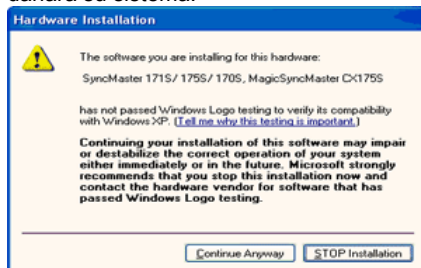 Hardware Installation
The software you are installing for this hardware:
SyncMaster 171S/ 175S/ 170S, MagicSyncMaster CX175S
has not passed Windows Logo testing to verify its compatibility
with Windows XP. (Tell me why this testing is important.)
Continuing your installation of this software may impair
or destabilize the correct operation of your system
either immediately or in the future. Microsoft strongly
recommends that you stop this installation now and
contact the hardware vendor for software that has
passed Windows Logo testing.
Continue Anyway STOP Installation